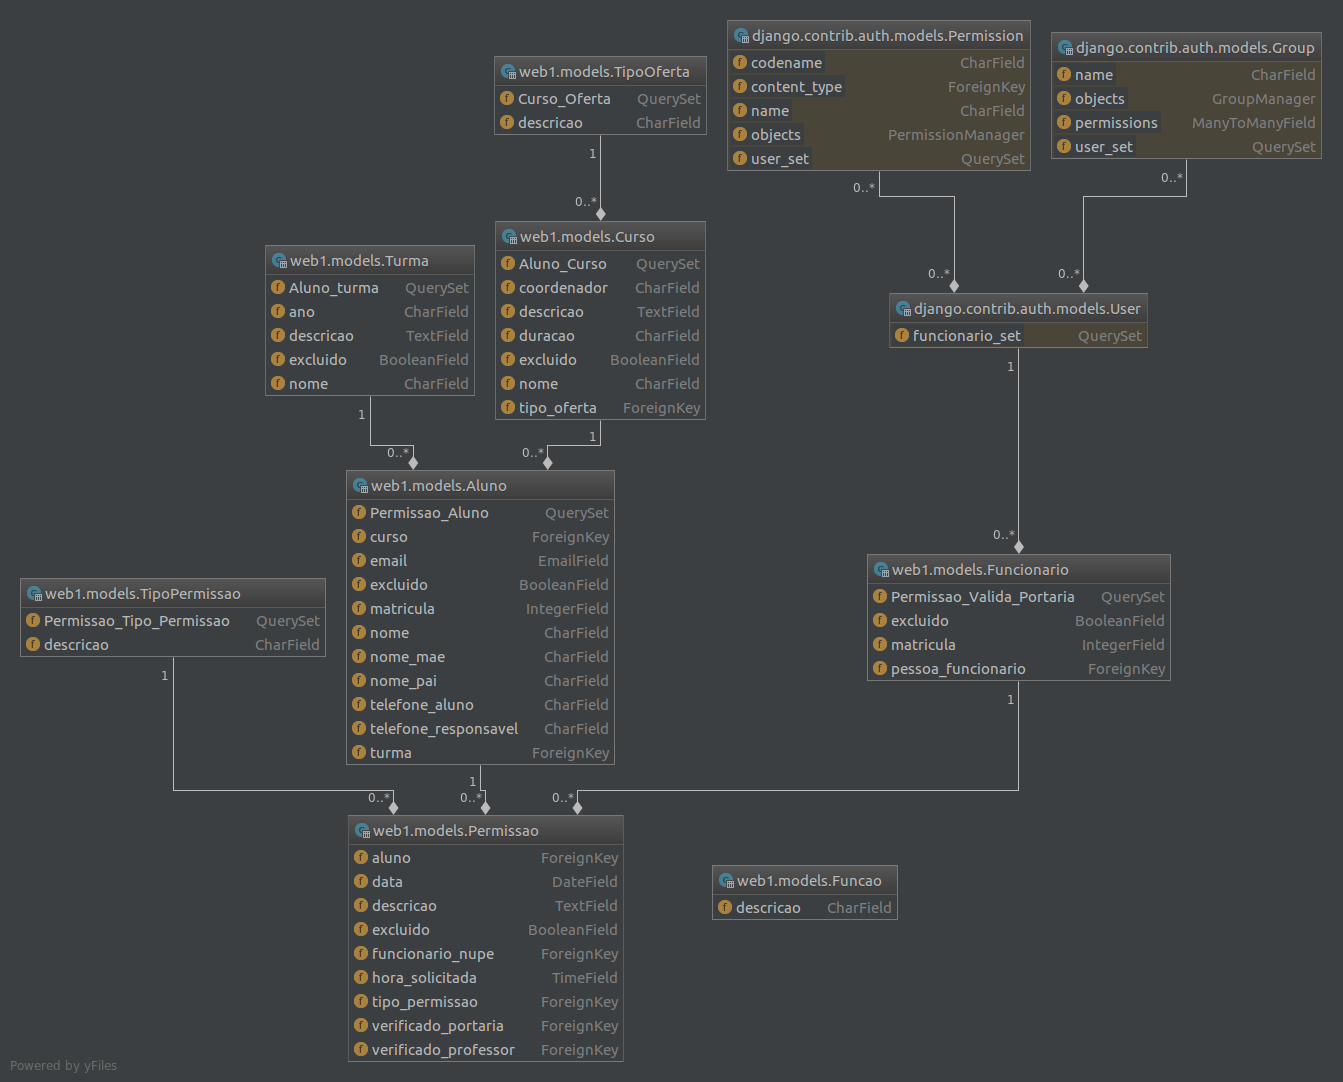 django.contrib.auth.models.Permission
codename CharField
content_type ForeignKey
name CharField
objects PermissionManager
user_set QuerySet
0..*
0..*
django.contrib.auth.models.Group
name CharField
objects GroupManager
permissions ManyToManyField
user_set QuerySet
0..*
0..*
web1.models.TipoOferta
Curso_Oferta QuerySet
descricao CharField
1
0..*
web1.models.Curso
Aluno_Curso QuerySet
coordenador CharField
descricao TextField
duracao CharField
excluido BooleanField
nome CharField
tipo_oferta ForeignKey
1
0..*
web1.models.Turma
Aluno_turma QuerySet
ano CharField
descricao TextField
excluido BooleanField
nome CharField
1
0..*
django.contrib.auth.models.User
funcionario_set QuerySet
1
0..*
web1.models.Aluno
Permissao_Aluno QuerySet
curso ForeignKey
email EmailField
excluido BooleanField
matricula IntegerField
nome CharField
nome_mae CharField
nome_pai CharField
telefone_aluno CharField
telefone_responsavel CharField
turma ForeignKey
1
0..*
web1.models.TipoPermissao
Permissao_Tipo_Permissao QuerySet
descricao CharField
1
0..*
web1.models.Funcionario
Permissao_Valida_Portaria QuerySet
excluido BooleanField
matricula IntegerField
pessoa_funcionario ForeignKey
1
0..*
web1.models.Permissao
aluno ForeignKey
data DateField
descricao TextField
excluido BooleanField
funcionario_nupe ForeignKey
hora_solicitada TimeField
tipo_permissao ForeignKey
verificado_portaria ForeignKey
verificado_professor ForeignKey
web1.models.Funcao
descricao CharField
Powered by yFiles